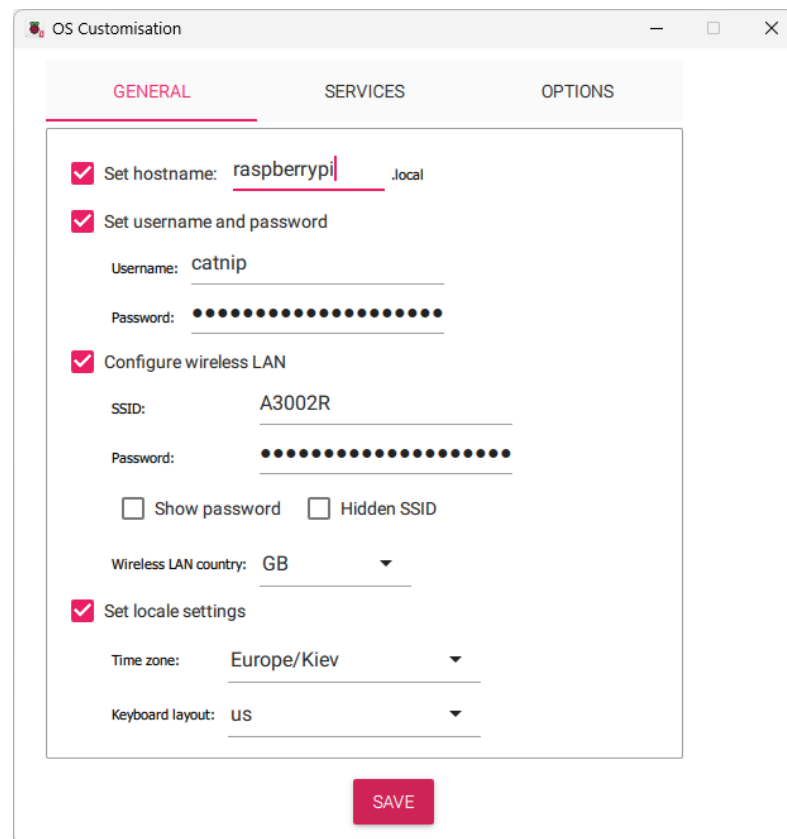 OS Customisation
GENERAL SERVICES OPTIONS
Set hostname: raspberrypi .local
Set username and password
Username: catnip
Password: ••••••••••••••••••••
Configure wireless LAN
SSID: A3002R
Password: ••••••••••••••••••••
Show password Hidden SSID
Wireless LAN country: GB
Set locale settings
Time zone: Europe/Kiev
Keyboard layout: us
SAVE